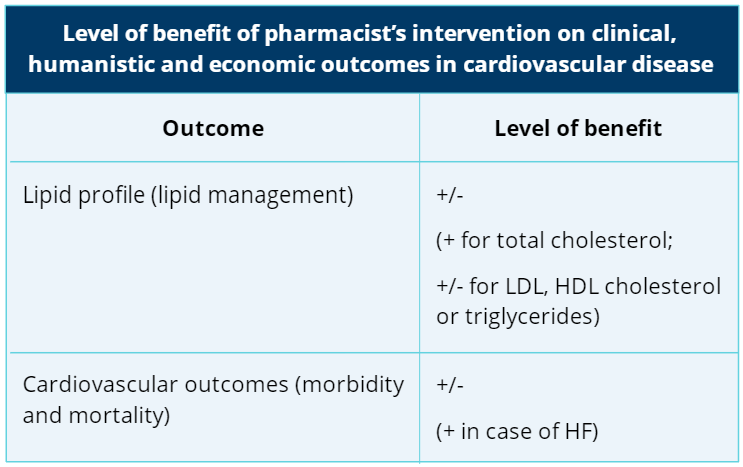 Level of benefit of pharmacist’s intervention on clinical,
humanistic and economic outcomes in cardiovascular disease
Outcome
Level of benefit
Lipid profile (lipid management)
+/-
(+ for total cholesterol;
+/- for LDL, HDL cholesterol
or triglycerides)
Cardiovascular outcomes (morbidity
and mortality)
+/-
(+ in case of HF)